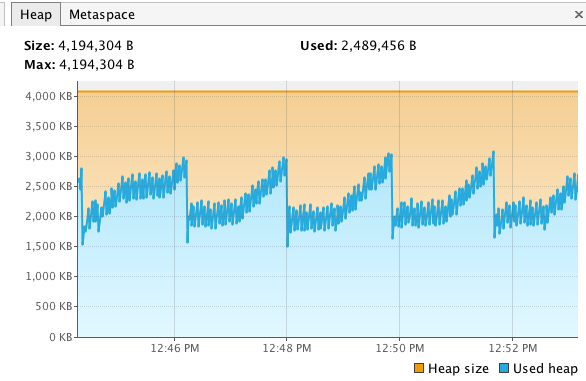 Heap Metaspace ×
Size: 4,194,304 B Used: 2,489,456 B
Max: 4,194,304 B
4,000 KB
3,500 KB
3,000 KB
2,500 KB
2,000 KB
1,500 KB
1,000 KB
500 KB
0 KB
12:46 PM 12:48 PM 12:50 PM 12:52 PM
Heap size Used heap